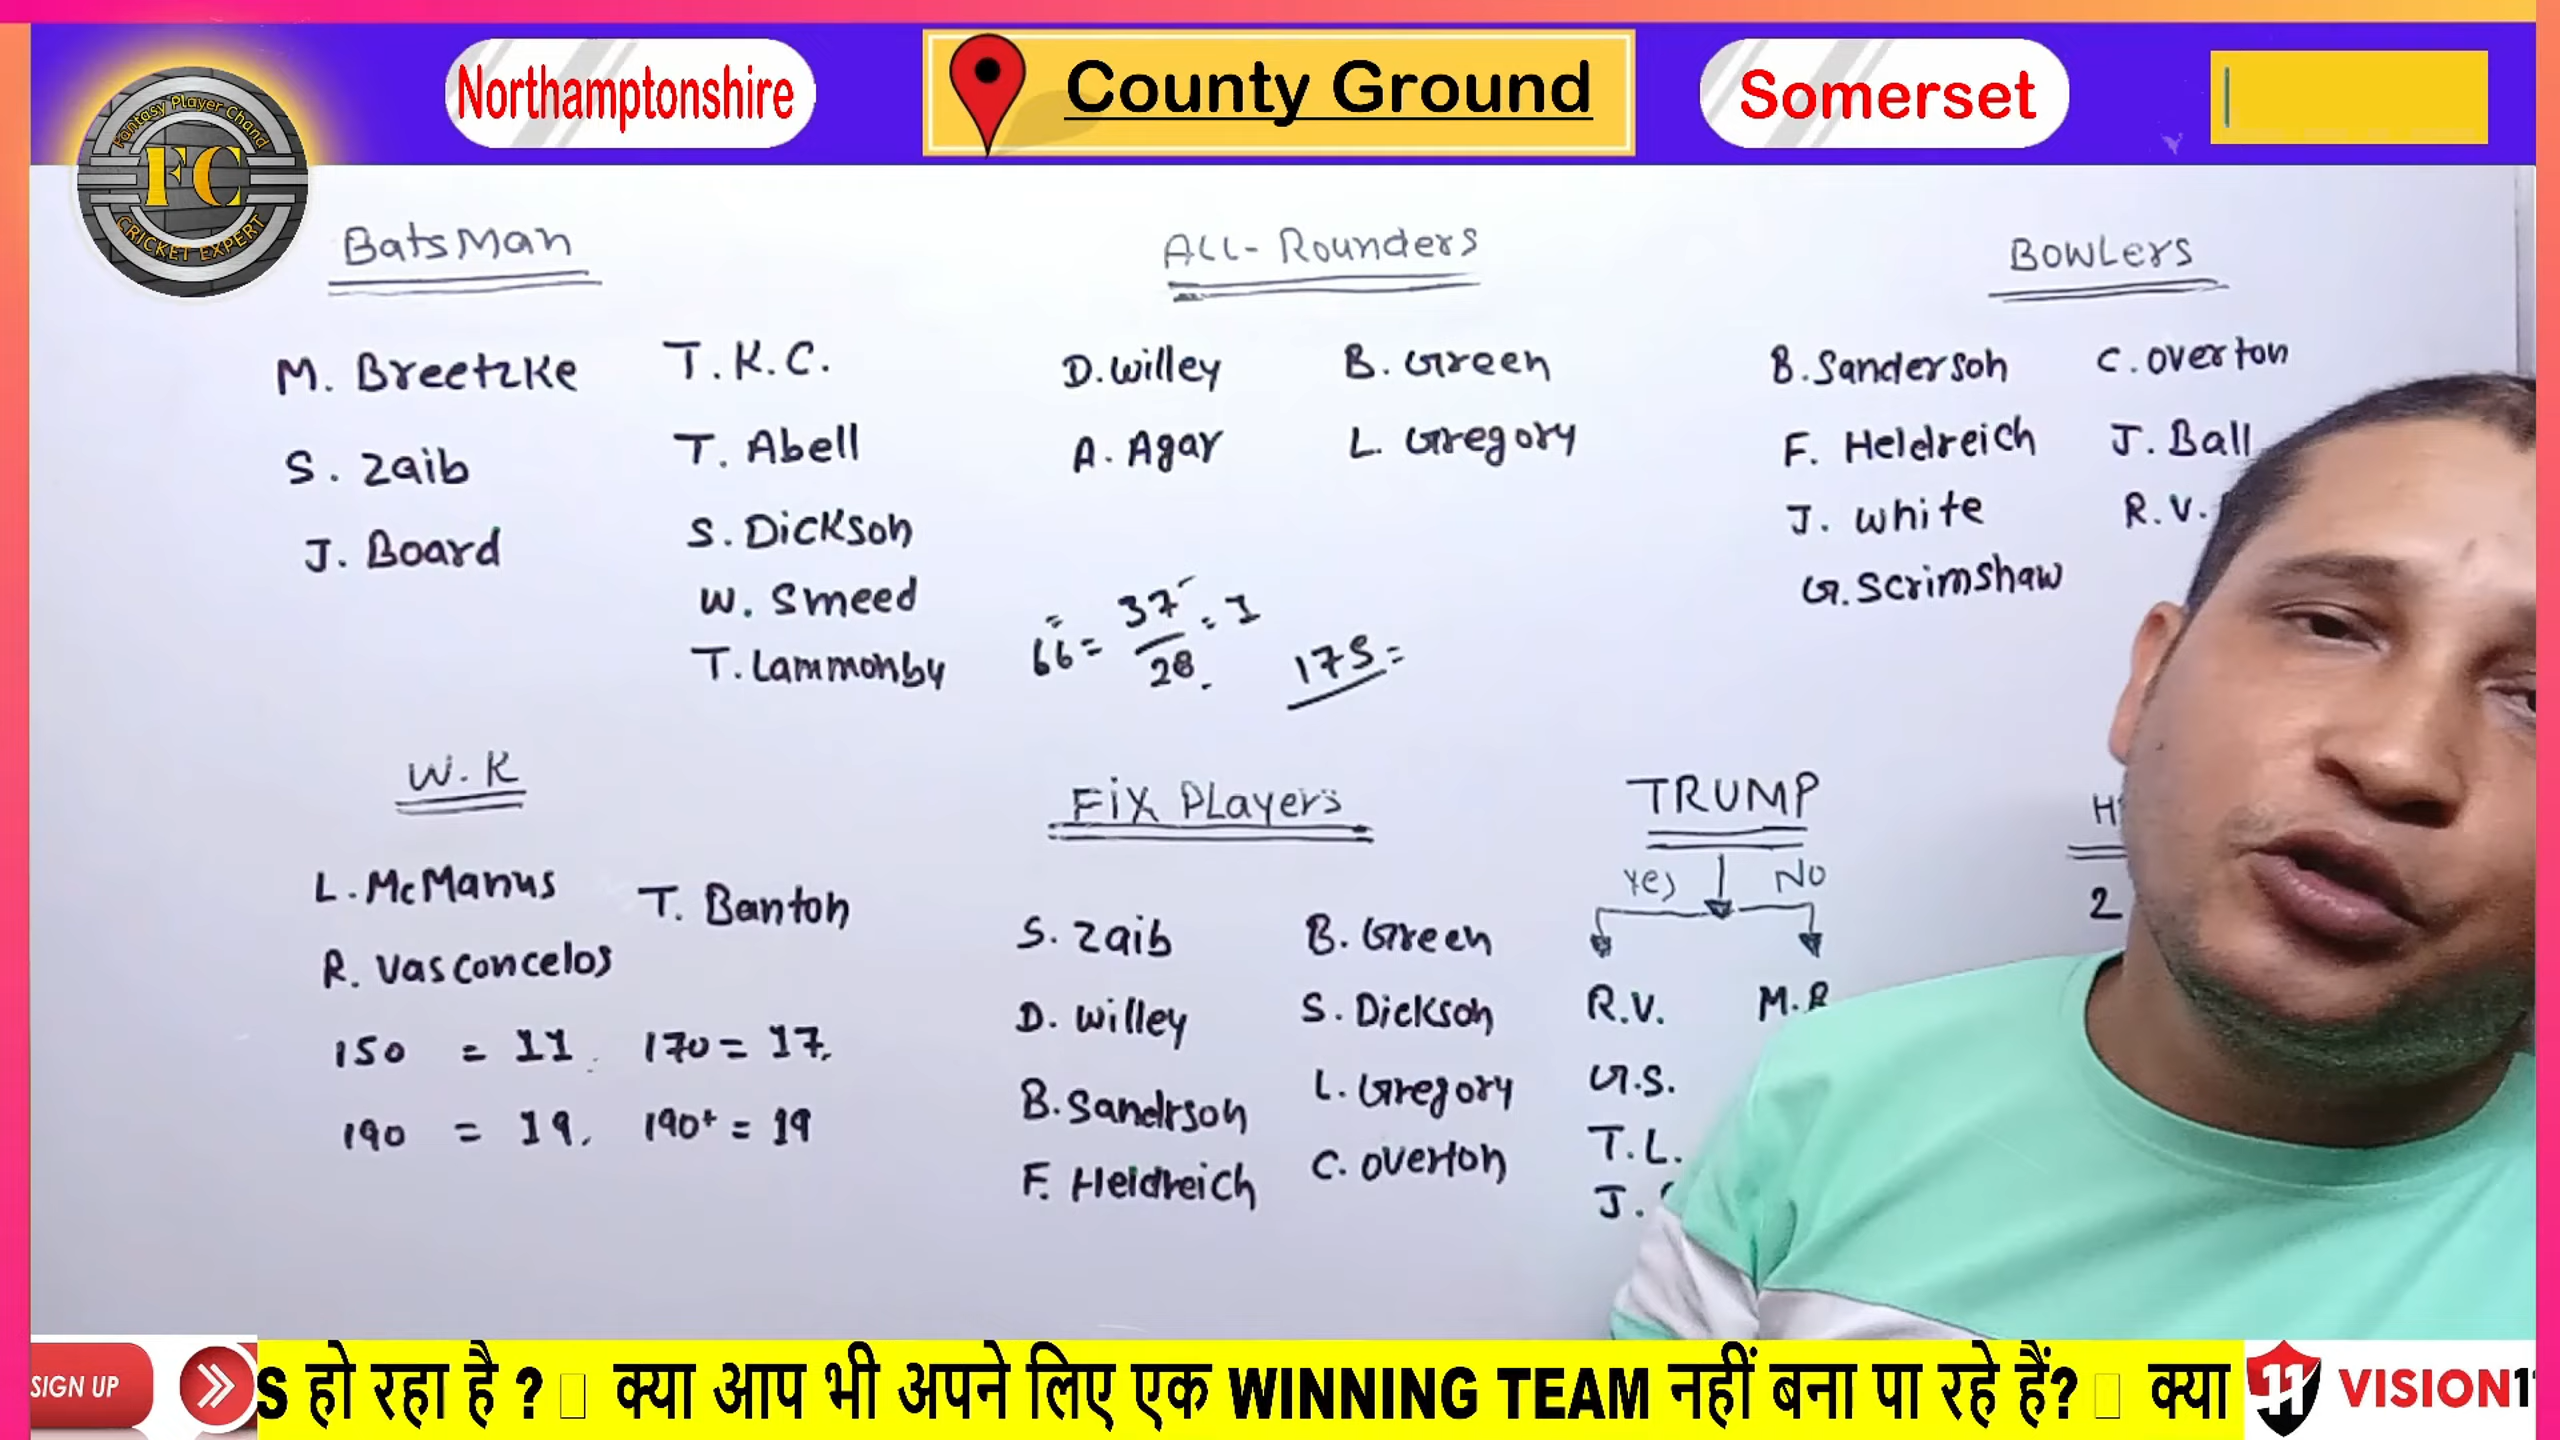 Northamptonshire
County Ground
Somerset
Fantasy Player Chand
FC
CRICKET EXPERT
BatsMan
M. Breetzke
S. Zaib
J. Board
T.K.C.
T. Abell
S. Dickson
W. Smeed
T. Lammonby
ALL-Rounders
D. Willey
A. Agar
B. Green
L. Gregory
66 = 37/28 = I
175 =
BOWLers
B. Sanderson
F. Heldreich
J. White
G. Scrimshaw
C. Overton
J. Ball
R.V.
W.K
L. McManus
R. Vasconcelos
T. Banton
150 = 11. 170 = 17.
190 = 19. 190+ = 19
FiX PLayers
S. Zaib
D. Willey
B. Sandrson
F. Heidreich
B. Green
S. Dickson
L. Gregory
C. Overton
TRUMP
Yes No
R.V.
G.S.
T.L.
J.
M.B
H
2
SIGN UP
S हो रहा है ? क्या आप भी अपने लिए एक WINNING TEAM नहीं बना पा रहे हैं? क्या
11 VISION11